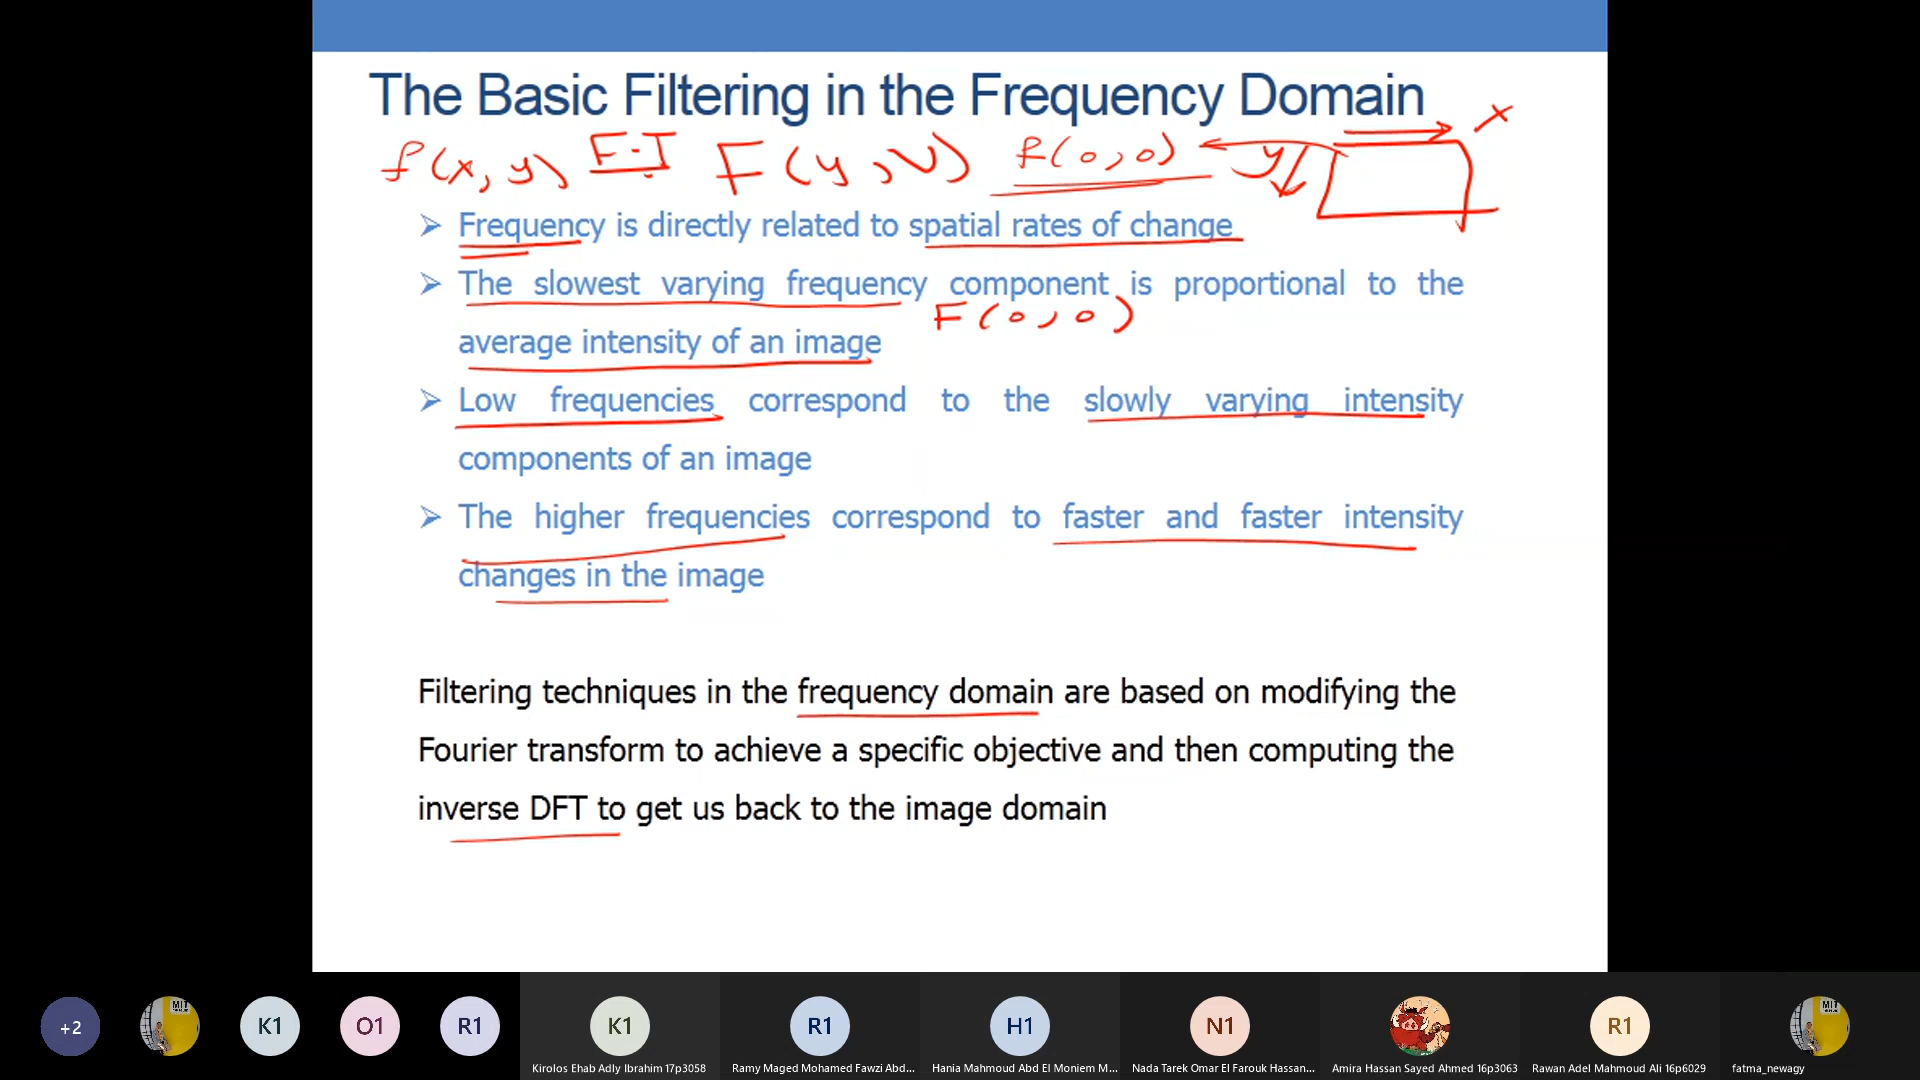 The Basic Filtering in the Frequency Domain
f(x, y) F.T F(y, v) f(0,0) y x
➢ Frequency is directly related to spatial rates of change
➢ The slowest varying frequency component is proportional to the
F(0,0)
average intensity of an image
➢ Low frequencies correspond to the slowly varying intensity
components of an image
➢ The higher frequencies correspond to faster and faster intensity
changes in the image
Filtering techniques in the frequency domain are based on modifying the
Fourier transform to achieve a specific objective and then computing the
inverse DFT to get us back to the image domain
+2 MIT K1 O1 R1 K1 R1 H1 N1 R1
Kirolos Ehab Adly Ibrahim 17p3058 Ramy Maged Mohamed Fawzi Abd... Hania Mahmoud Abd El Moniem M... Nada Tarek Omar El Farouk Hassan... Amira Hassan Sayed Ahmed 16p3063 Rawan Adel Mahmoud Ali 16p6029 fatma_newagy